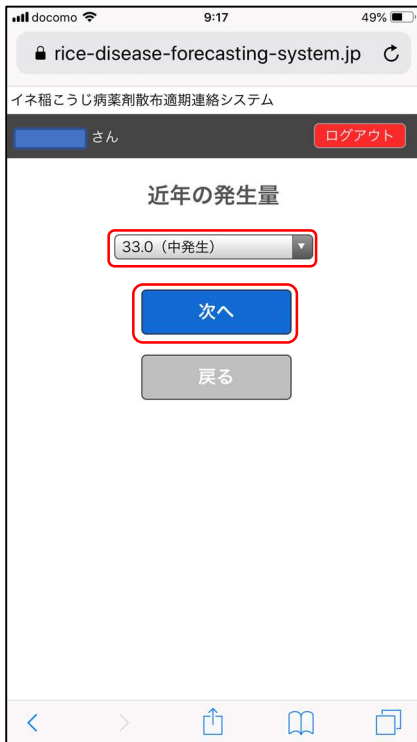 docomo 9:17 49%
rice-disease-forecasting-system.jp
イネ稲こうじ病薬剤散布適期連絡システム
さん ログアウト
近年の発生量
33.0（中発生）
次へ
戻る